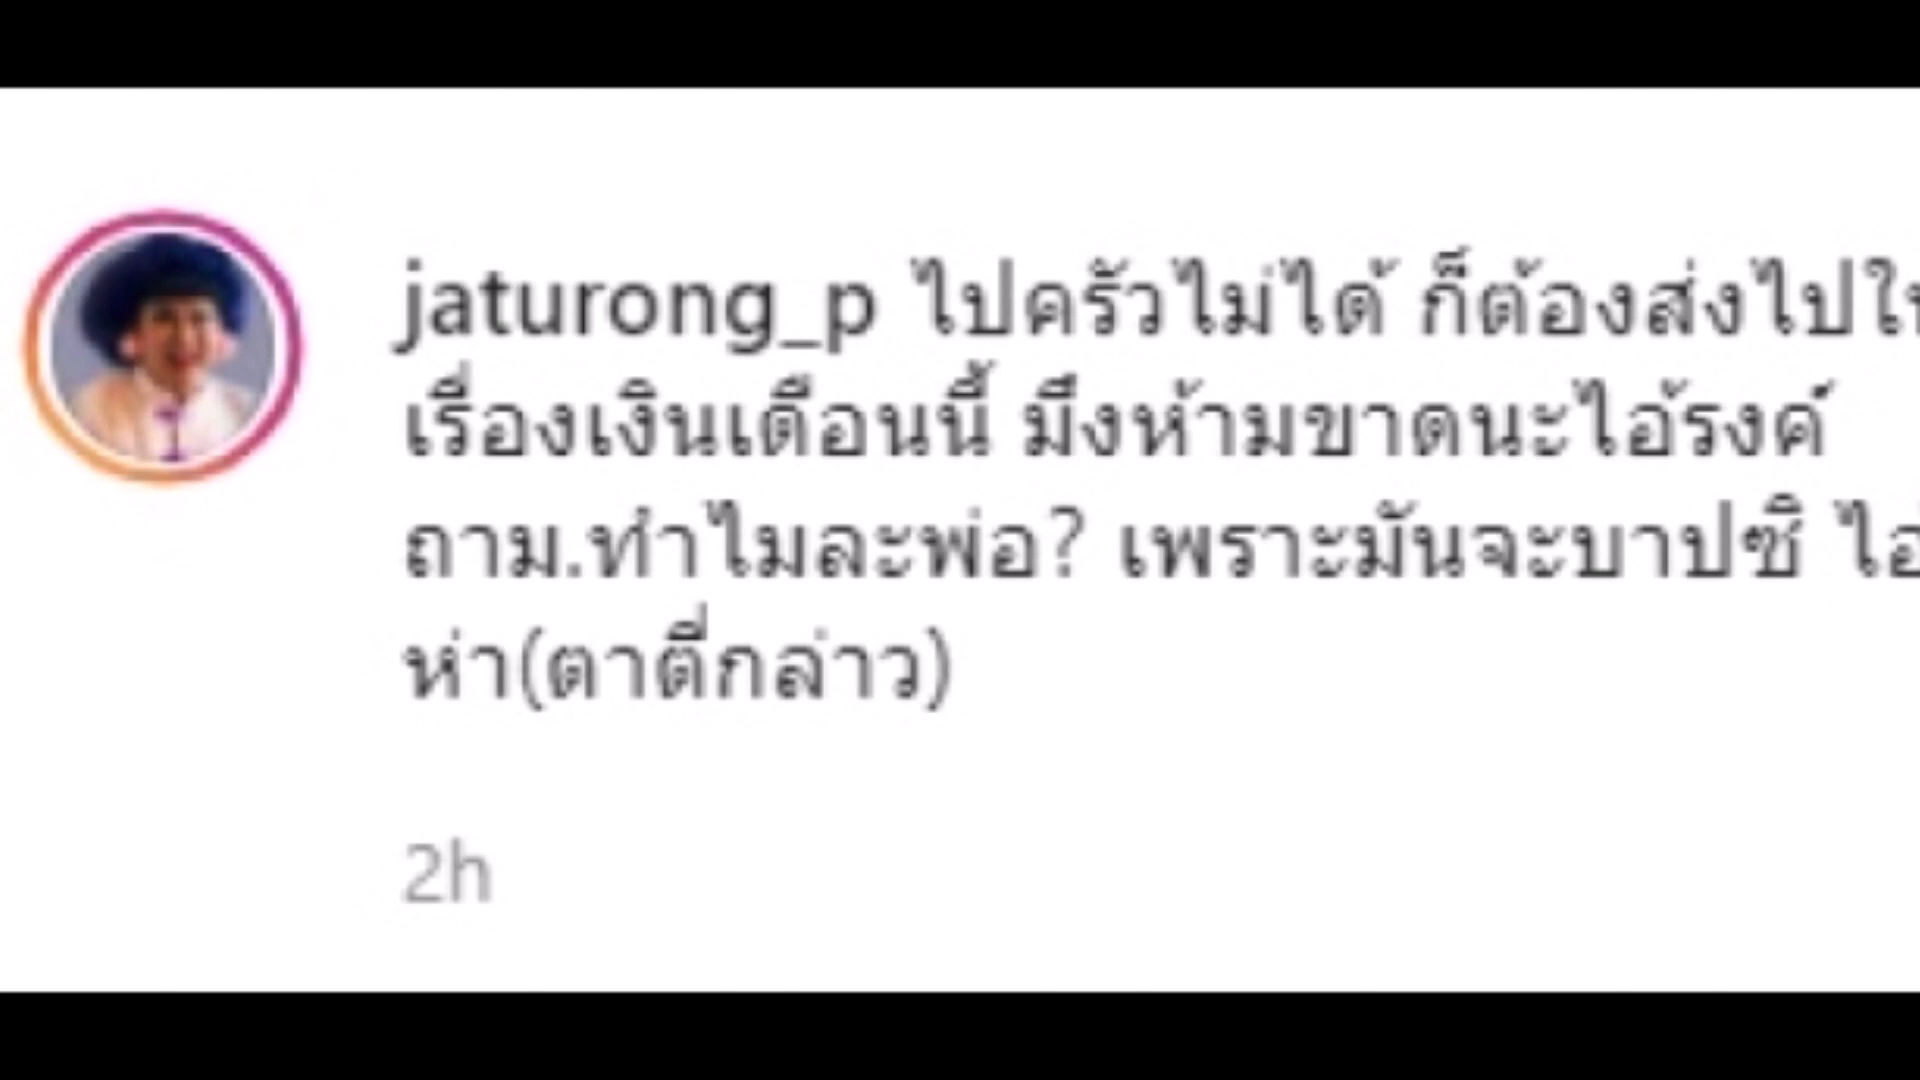 jaturong_p ไปครัวไม่ได้ ก็ต้องส่งไป
เรื่องเงินเดือนนี้ มึงห้ามขาดนะไอ้รงค์
ถาม.ทำไมละพ่อ? เพราะมันจะบาปซิ
ห่า(ตาตี๋กล่าว)
2h